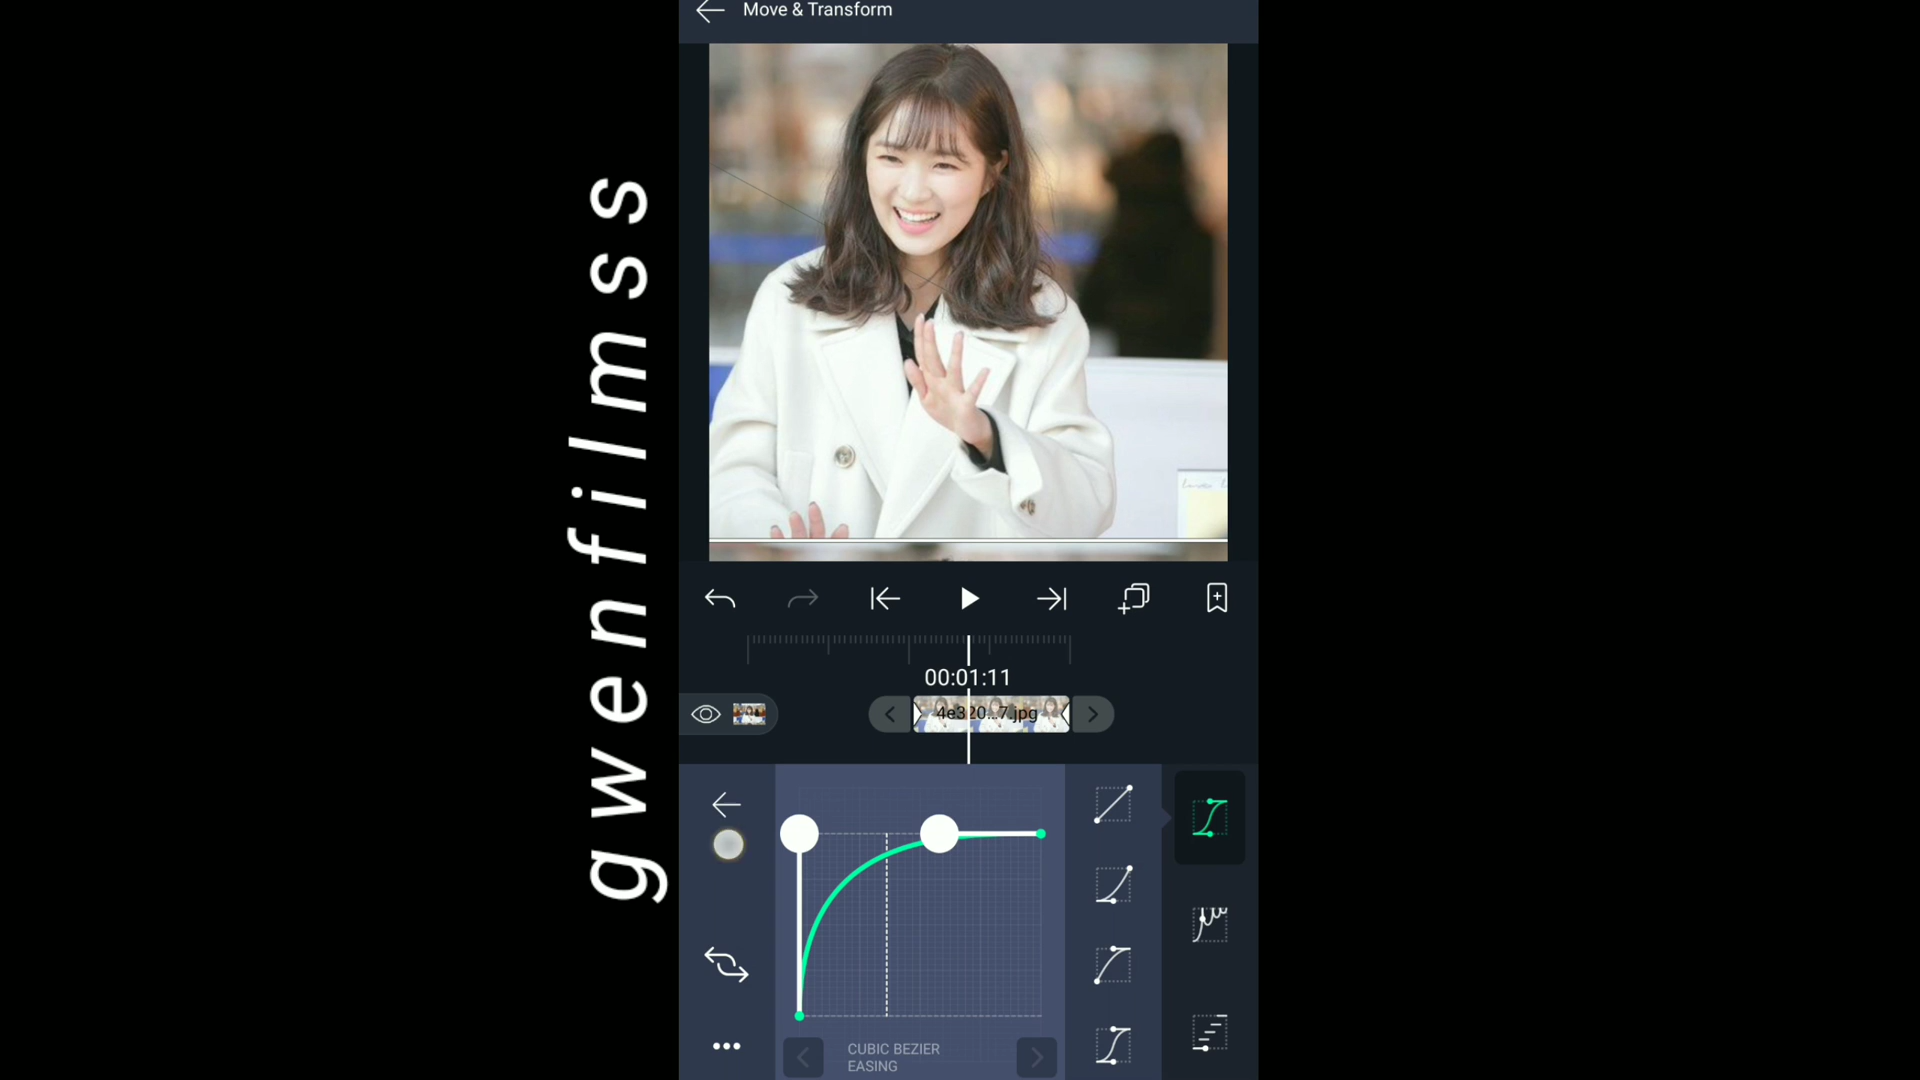 Move & Transform
gwenfilmss
00:01:11
4e320...7.jpg
CUBIC BEZIER
EASING